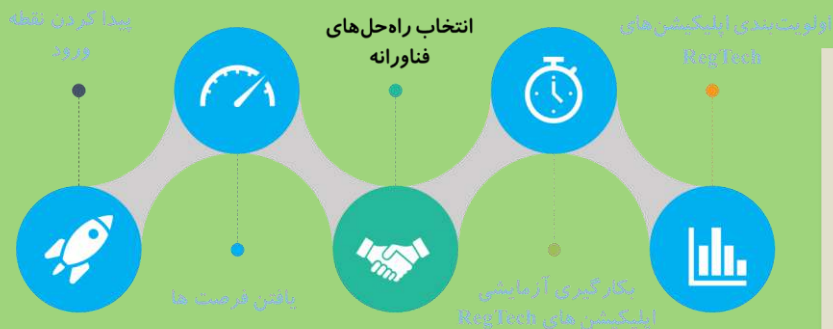 پیدا کردن نقطه
ورود
یافتن فرصت ها
انتخاب راه‌حل‌های
فناورانه
بکارگیری آزمایشی
اپلیکیشن های RegTech
اولویت‌بندی اپلیکیشن‌های
RegTech